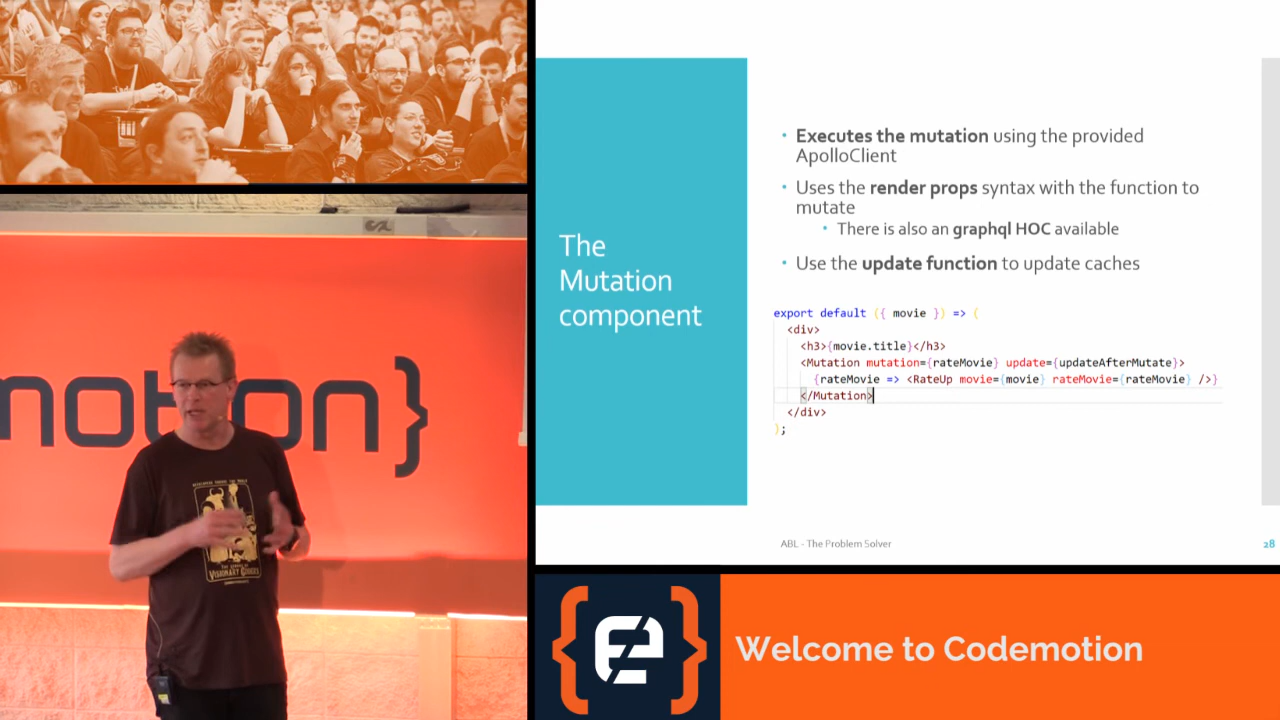 motion}
VISIONARY CODERS
The
Mutation
component
• Executes the mutation using the provided
ApolloClient
• Uses the render props syntax with the function to
mutate
• There is also an graphql HOC available
• Use the update function to update caches
export default ({ movie }) => (
<div>
<h3>{movie.title}</h3>
<Mutation mutation={rateMovie} update={updateAfterMutate}>
{rateMovie => <RateUp movie={movie} rateMovie={rateMovie} />}
</Mutation>
</div>
);
ABL - The Problem Solver
28
Welcome to Codemotion